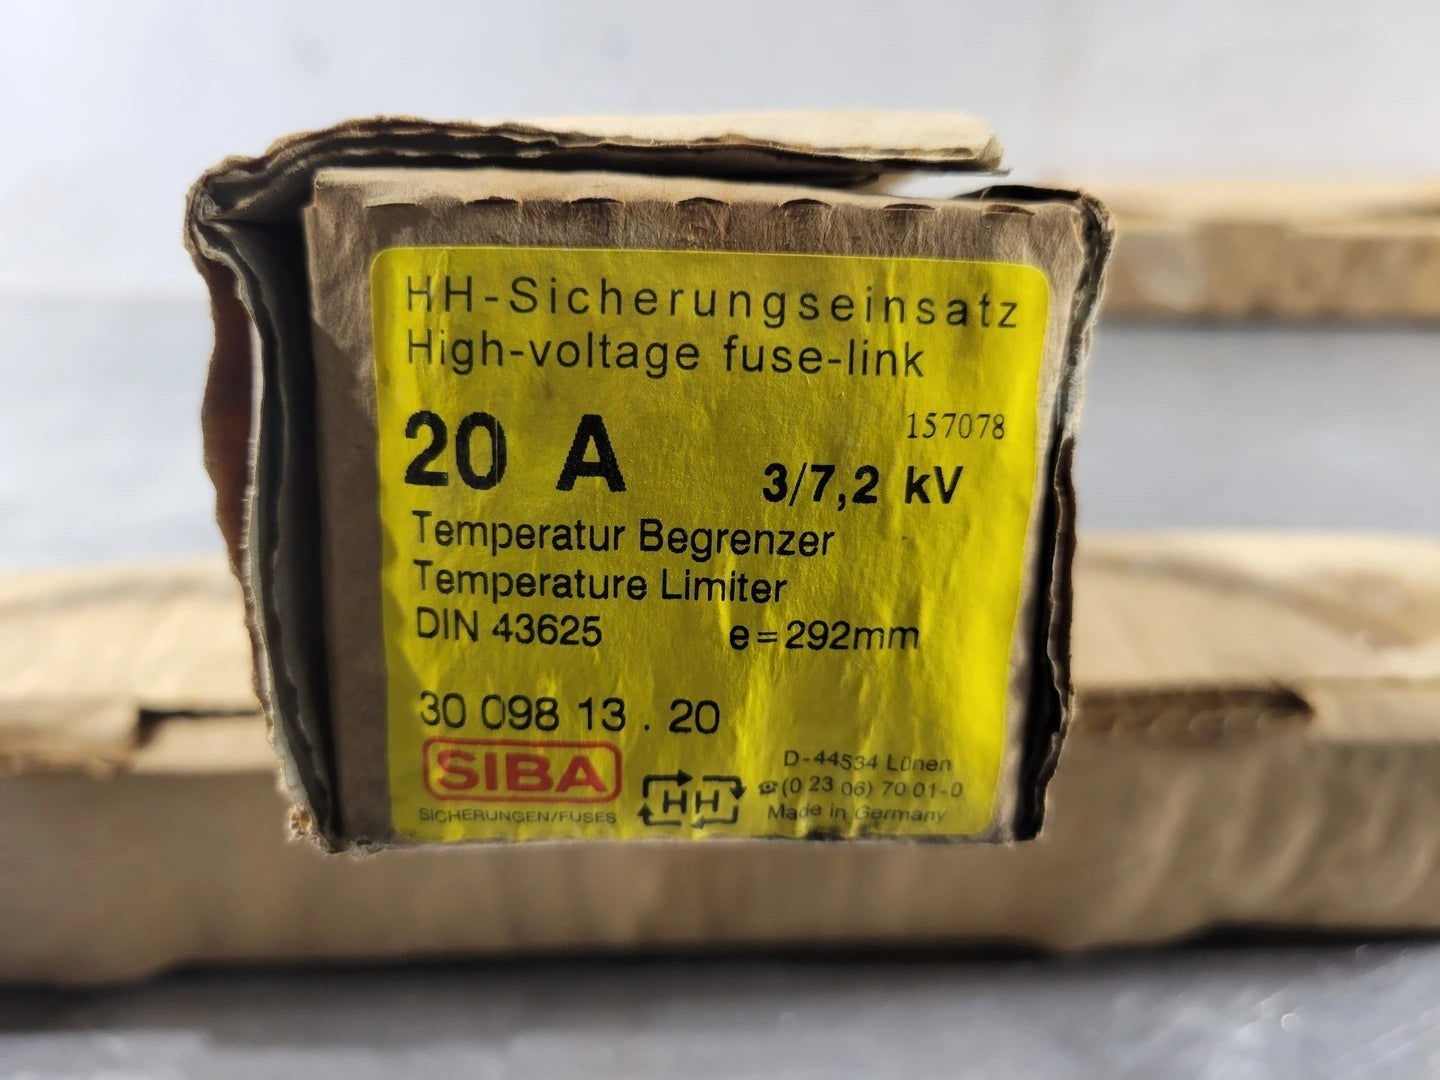 HH-Sicherungseinsatz
High-voltage fuse-link
157078
20 A 3/7,2 kV
Temperatur Begrenzer
Temperature Limiter
DIN 43625 e=292mm
30 098 13 . 20
SIBA
SICHERUNGEN/FUSES
HH
D-44534 Lünen
☎(0 23 06) 70 01-0
Made in Germany